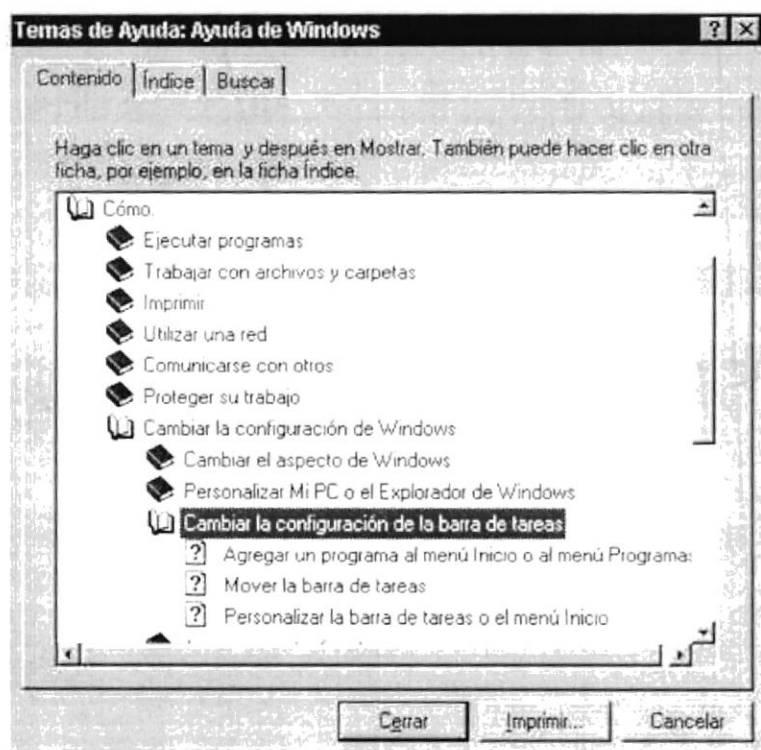 Temas de Ayuda: Ayuda de Windows
Contenido
Índice
Buscar
Haga clic en un tema y después en Mostrar. También puede hacer clic en otra
ficha, por ejemplo, en la ficha Índice.
Cómo.
Ejecutar programas
Trabajar con archivos y carpetas
Imprimir
Utilizar una red
Comunicarse con otros
Proteger su trabajo
Cambiar la configuración de Windows
Cambiar el aspecto de Windows
Personalizar Mi PC o el Explorador de Windows
Cambiar la configuración de la barra de tareas
Agregar un programa al menú Inicio o al menú Programas
Mover la barra de tareas
Personalizar la barra de tareas o el menú Inicio
Cerrar
Imprimir...
Cancelar